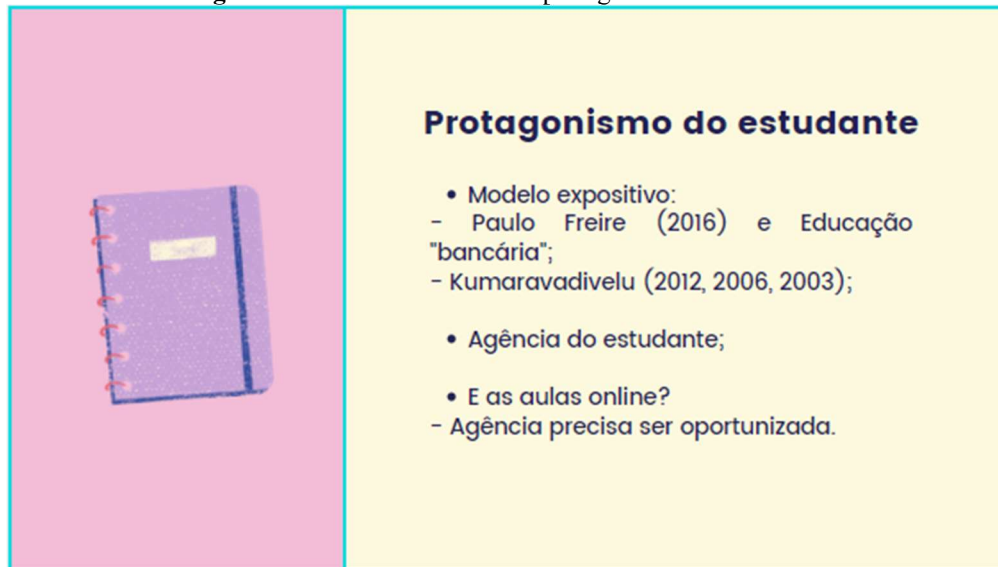 Protagonismo do estudante
• Modelo expositivo:
- Paulo Freire (2016) e Educação
"bancária";
- Kumaravadivelu (2012, 2006, 2003);
• Agência do estudante;
• E as aulas online?
- Agência precisa ser oportunizada.